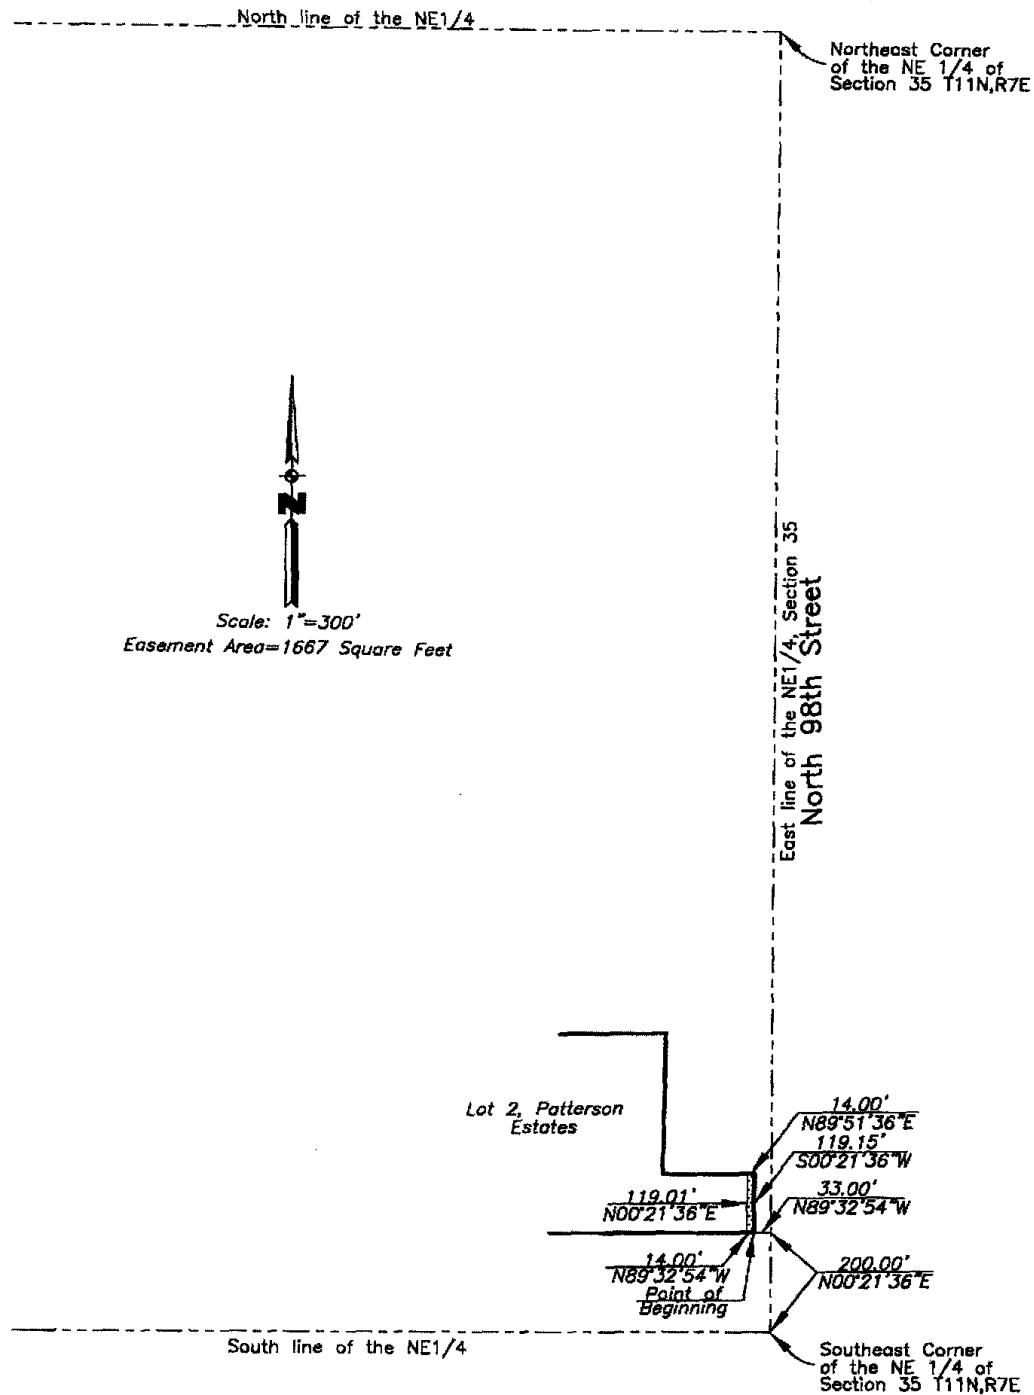 North line of the NE1/4
Northeast Corner
of the NE 1/4 of
Section 35 T11N,R7E
N
Scale: 1"=300'
Easement Area=1667 Square Feet
East line of the NE1/4, Section 35
North 98th Street
Lot 2, Patterson
Estates
14.00'
N89°51'36"E
119.15'
S00°21'36"W
33.00'
N89°32'54"W
119.01'
N00°21'36"E
14.00'
N89°32'54"W
Point of
Beginning
200.00'
N00°21'36"E
South line of the NE1/4
Southeast Corner
of the NE 1/4 of
Section 35 T11N,R7E